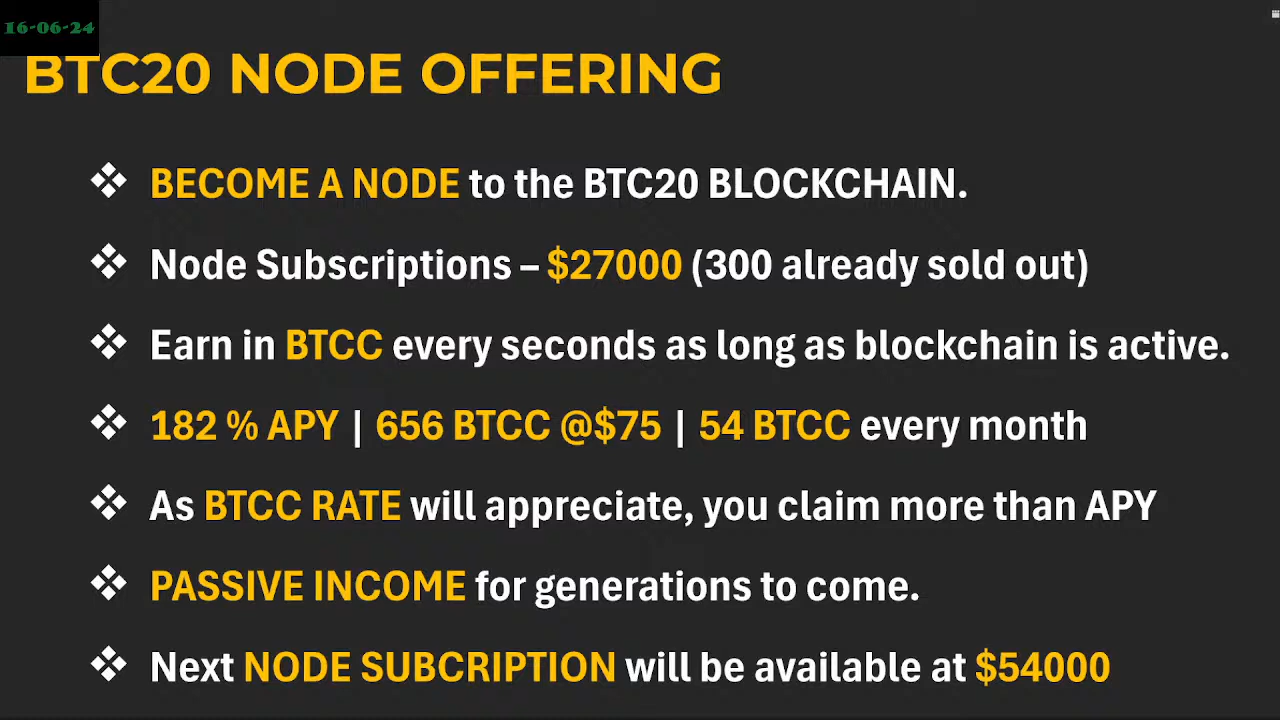 16-06-24
BTC20 NODE OFFERING
❖ BECOME A NODE to the BTC20 BLOCKCHAIN.
❖ Node Subscriptions – $27000 (300 already sold out)
❖ Earn in BTCC every seconds as long as blockchain is active.
❖ 182 % APY | 656 BTCC @$75 | 54 BTCC every month
❖ As BTCC RATE will appreciate, you claim more than APY
❖ PASSIVE INCOME for generations to come.
❖ Next NODE SUBCRIPTION will be available at $54000